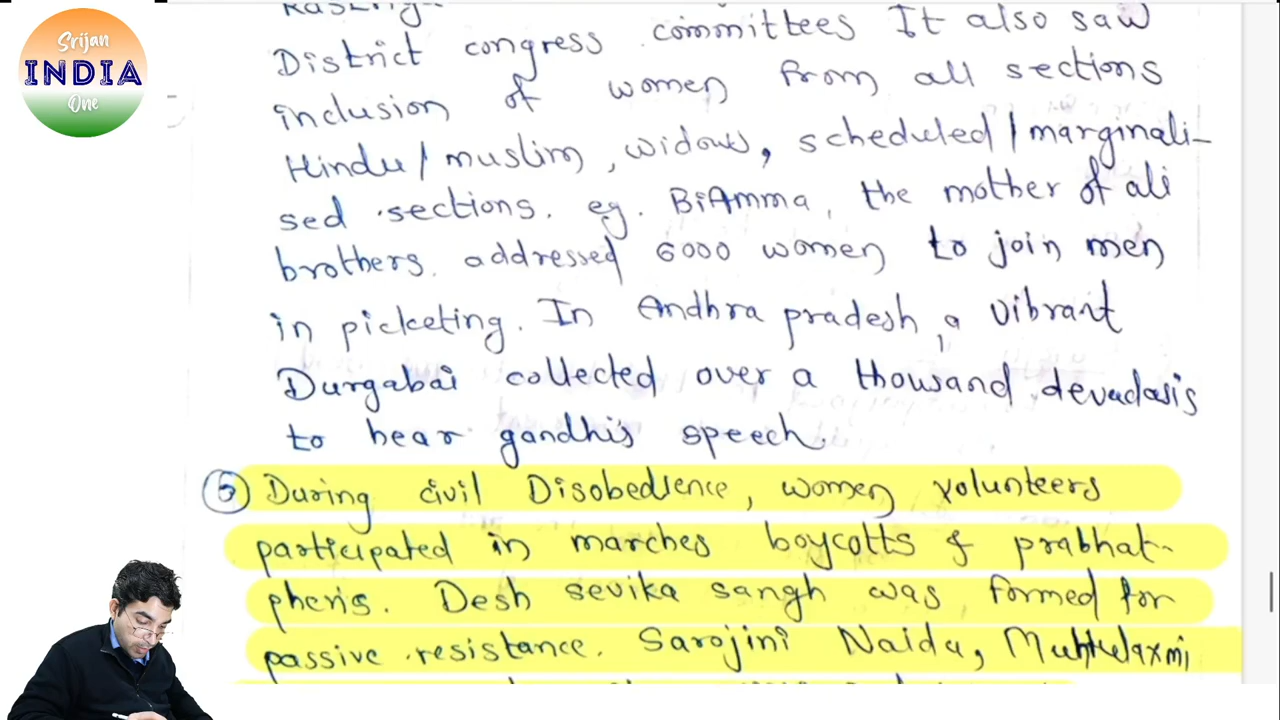 Srijan
INDIA
One
District congress committees It also saw
inclusion of women from all sections
Hindu/muslim, widows, scheduled/marginali-
sed sections. eg. BiAmma, the mother of ali
brothers. addressed 6000 women to join men
in picketing. In Andhra pradesh, a vibrant
Durgabai collected over a thousand devadasis
to hear gandhi's speech.
5 During civil Disobedience, women volunteers
participated in marches boycotts & prabhat-
pheris. Desh sevika sangh was formed for
passive resistance. Sarojini Naidu, Muhtulaxmi